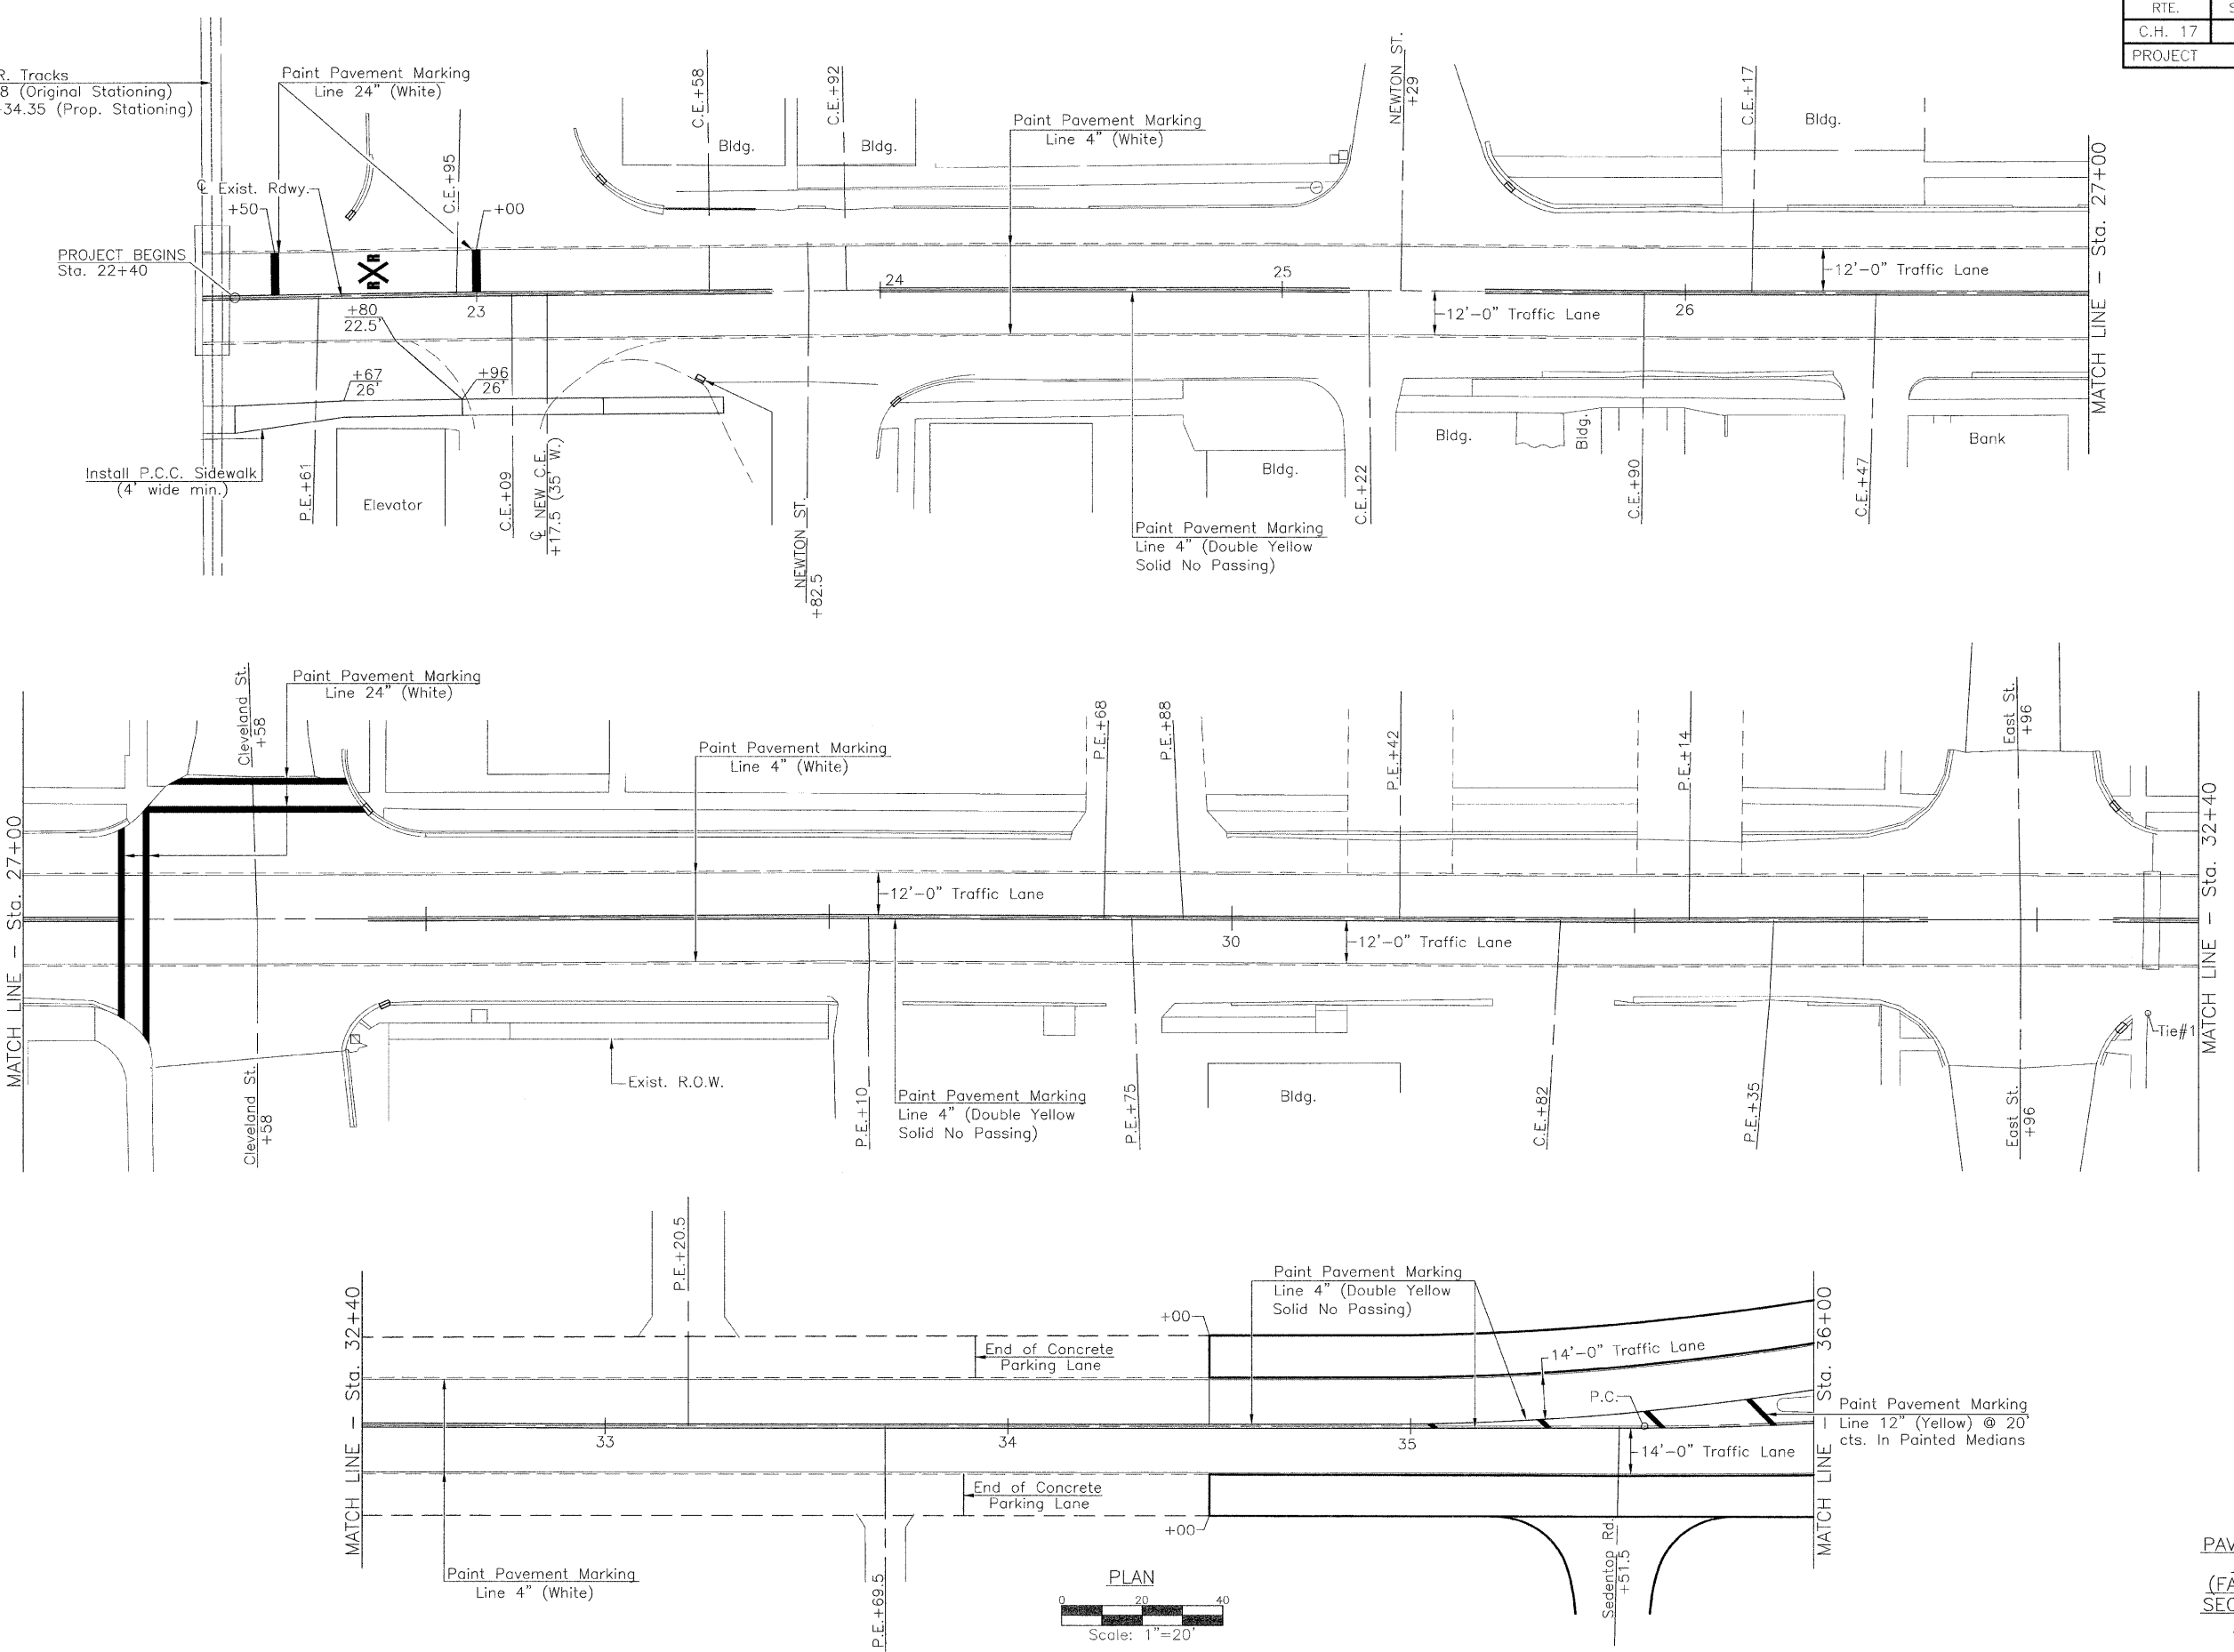 RTE.
C.H. 17
PROJECT
R. Tracks
8 (Original Stationing)
+34.35 (Prop. Stationing)
Paint Pavement Marking
Line 24" (White)
C.E.+95
C.E.+58
C.E.+92
Bldg.
Bldg.
Paint Pavement Marking
Line 4" (White)
NEWTON ST.
+29
C.E.+17
Bldg.
℄ Exist. Rdwy.
+50
+00
PROJECT BEGINS
Sta. 22+40
R
R
+80
22.5'
23
24
25
26
12'-0" Traffic Lane
12'-0" Traffic Lane
MATCH LINE - Sta. 27+00
+67
26'
+96
26'
Install P.C.C. Sidewalk
(4' wide min.)
P.E.+61
Elevator
C.E.+09
℄ NEW C.E.
+17.5 (35' W.)
NEWTON ST.
+82.5
Paint Pavement Marking
Line 4" (Double Yellow
Solid No Passing)
Bldg.
C.E.+22
Bldg.
Bldg.
C.E.+90
C.E.+47
Bank
MATCH LINE - Sta. 27+00
Cleveland St.
+58
Paint Pavement Marking
Line 24" (White)
Paint Pavement Marking
Line 4" (White)
P.E.+68
P.E.+88
P.E.+42
P.E.+14
East St.
+96
12'-0" Traffic Lane
30
12'-0" Traffic Lane
MATCH LINE - Sta. 32+40
Cleveland St.
+58
Exist. R.O.W.
P.E.+10
Paint Pavement Marking
Line 4" (Double Yellow
Solid No Passing)
P.E.+75
Bldg.
C.E.+82
P.E.+35
East St.
+96
Tie#1
MATCH LINE - Sta. 32+40
P.E.+20.5
End of Concrete
Parking Lane
+00
Paint Pavement Marking
Line 4" (Double Yellow
Solid No Passing)
14'-0" Traffic Lane
P.C.
33
34
35
14'-0" Traffic Lane
Paint Pavement Marking
Line 12" (Yellow) @ 20'
cts. In Painted Medians
MATCH LINE - Sta. 36+00
End of Concrete
Parking Lane
+00
Paint Pavement Marking
Line 4" (White)
P.E.+69.5
Sedentop Rd.
+51.5
PLAN
0 20 40
Scale: 1"=20'
PAV
(FA
SEC